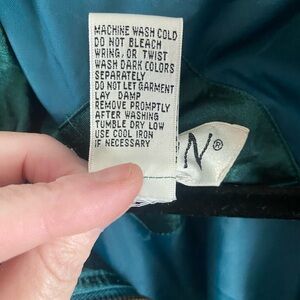 MACHINE WASH COLD
DO NOT BLEACH
WRING, OR TWIST
WASH DARK COLORS
SEPARATELY
DO NOT LET GARMENT
LAY DAMP
REMOVE PROMPTLY
AFTER WASHING
TUMBLE DRY LOW
USE COOL IRON
IF NECESSARY
N®